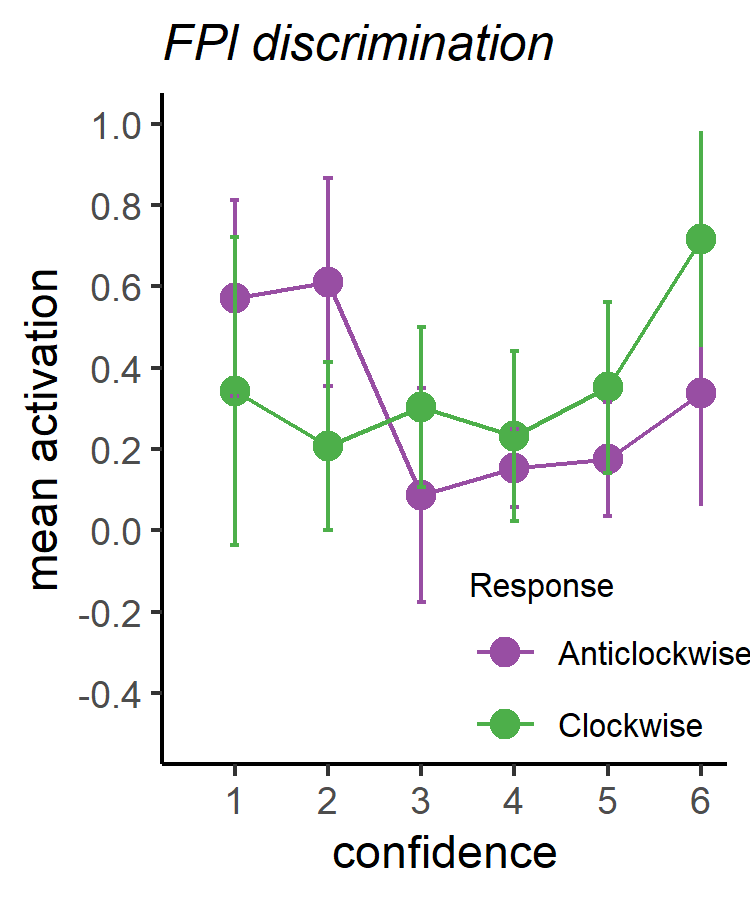 FPl discrimination
mean activation
1.0
0.8
0.6
0.4
0.2
0.0
-0.2
-0.4
Response
Anticlockwise
Clockwise
1 2 3 4 5 6
confidence